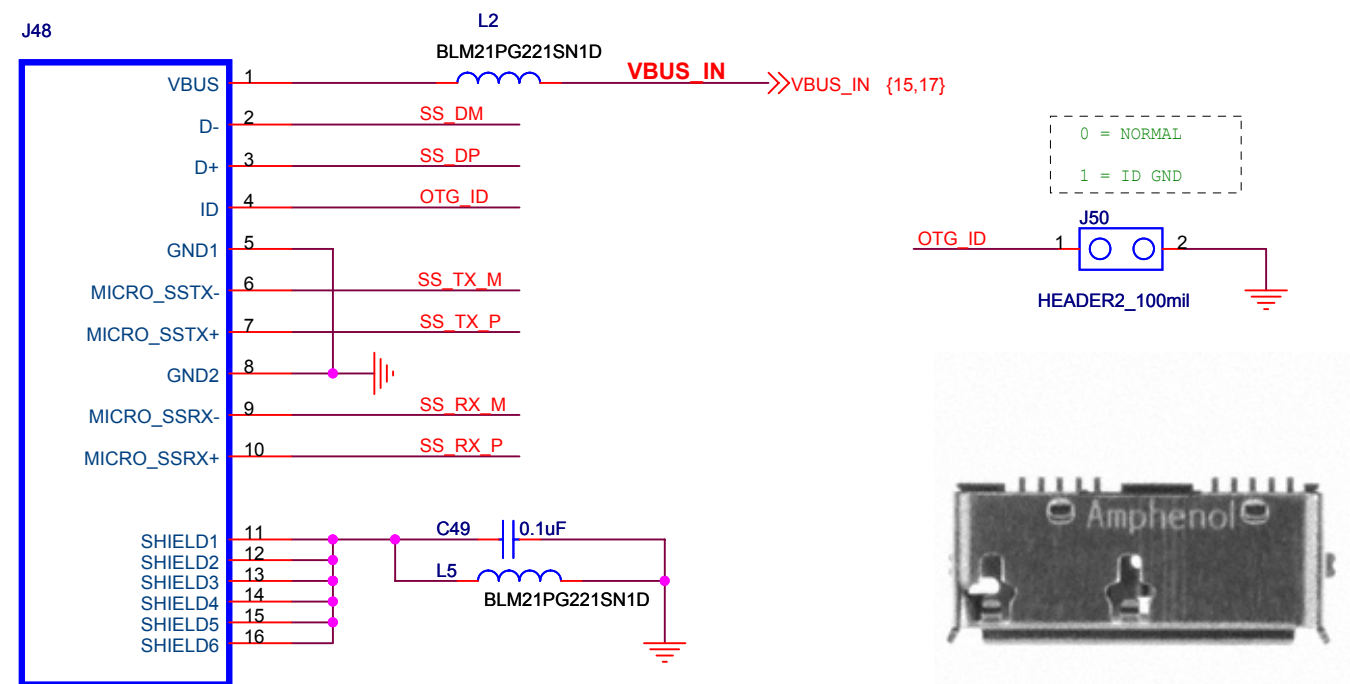 J48
L2
BLM21PG221SN1D
VBUS 1 VBUS_IN VBUS_IN {15,17}
D- 2 SS_DM
D+ 3 SS_DP
ID 4 OTG_ID
GND1 5
MICRO_SSTX- 6 SS_TX_M
MICRO_SSTX+ 7 SS_TX_P
GND2 8
MICRO_SSRX- 9 SS_RX_M
MICRO_SSRX+ 10 SS_RX_P
SHIELD1 11 C49 0.1uF
SHIELD2 12
SHIELD3 13 L5
SHIELD4 14 BLM21PG221SN1D
SHIELD5 15
SHIELD6 16
0 = NORMAL
1 = ID GND
J50
OTG_ID 1 2
HEADER2_100mil
Amphenol